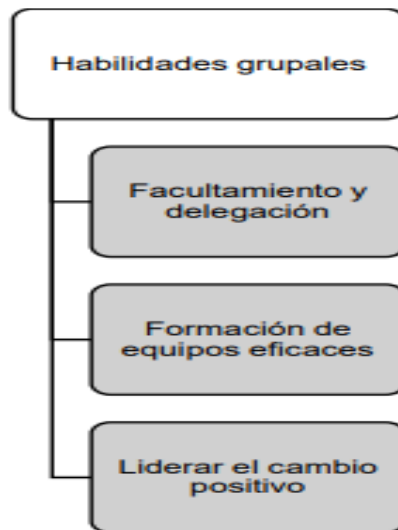 Habilidades grupales
Facultamiento y
delegación
Formación de
equipos eficaces
Liderar el cambio
positivo